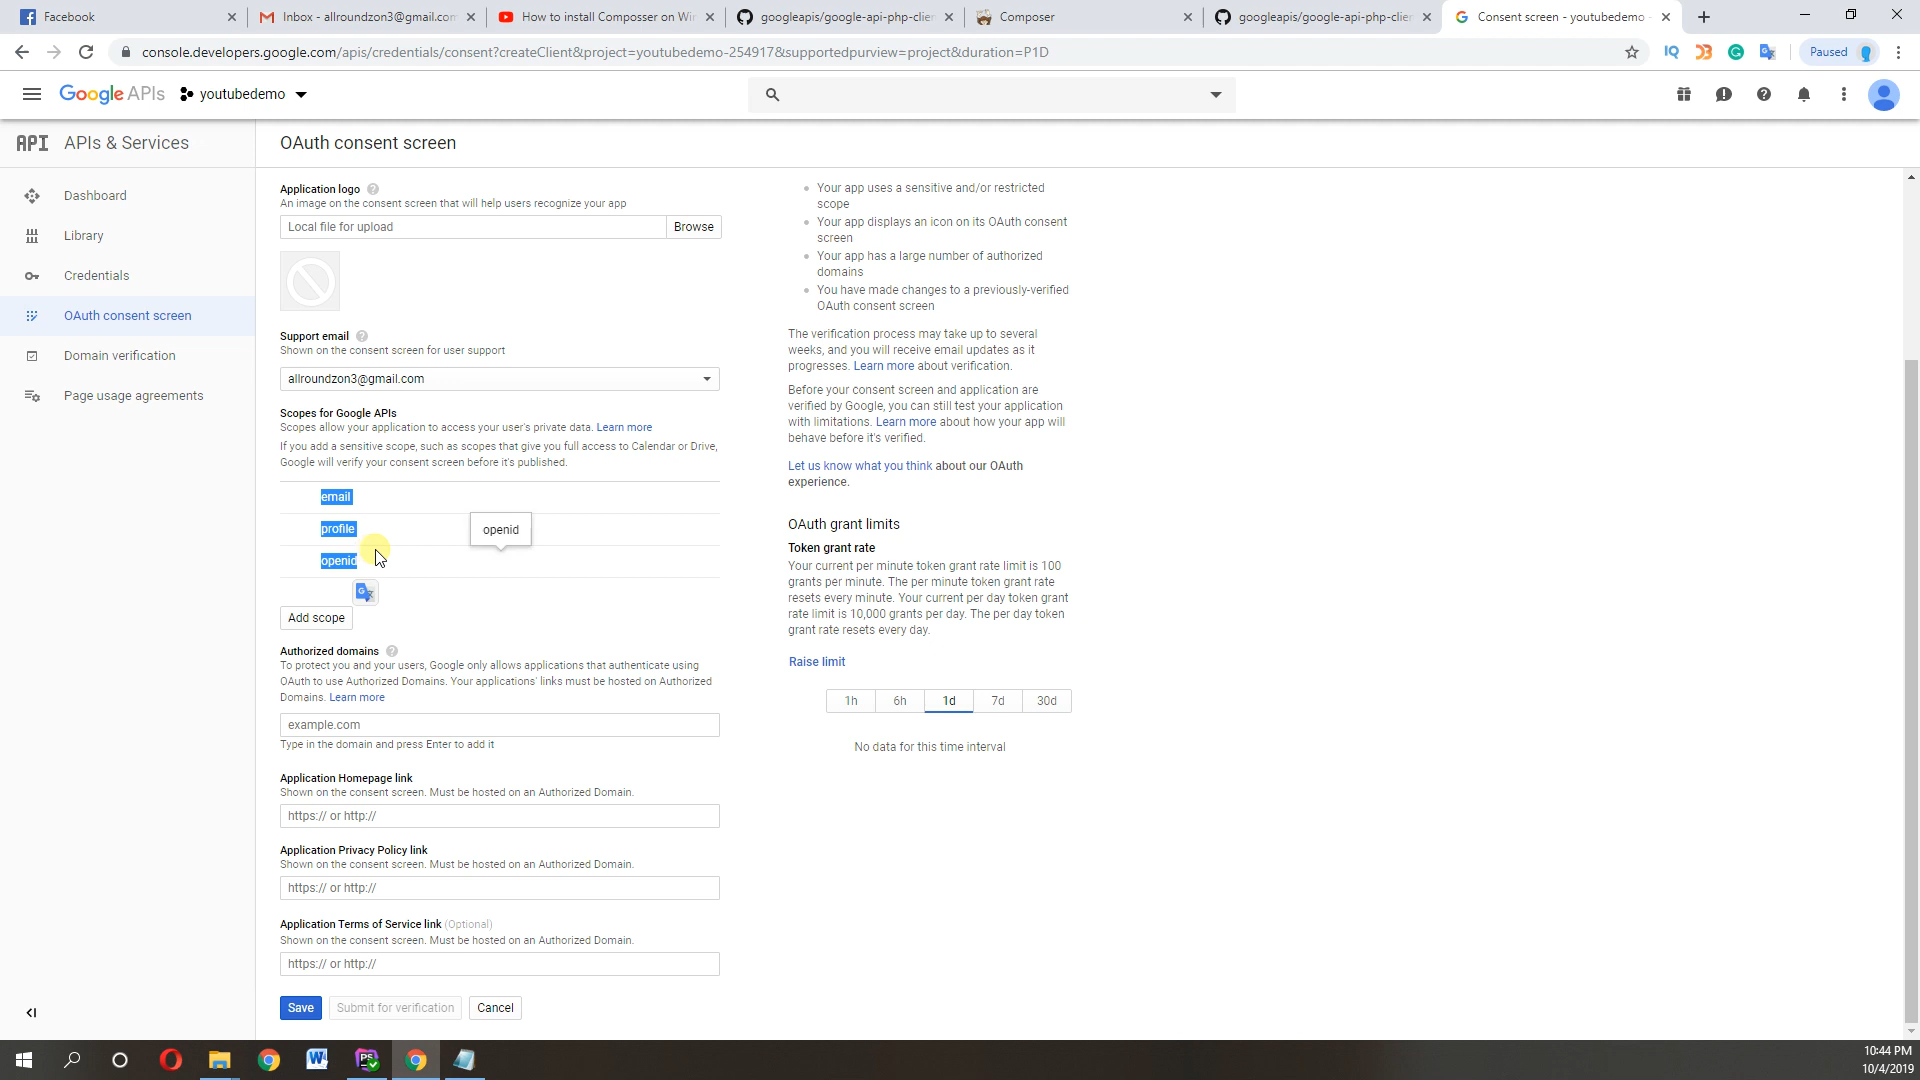 Facebook
Inbox - allroundzon3@gmail.com
How to install Composser on Win
googleapis/google-api-php-clien
Composer
googleapis/google-api-php-clien
Consent screen - youtubedemo
console.developers.google.com/apis/credentials/consent?createClient&project=youtubedemo-254917&supportedpurview=project&duration=P1D
Paused
Google APIs
youtubedemo
API APIs & Services
OAuth consent screen
Dashboard
Library
Credentials
OAuth consent screen
Domain verification
Page usage agreements
Application logo
An image on the consent screen that will help users recognize your app
Local file for upload
Browse
Support email
Shown on the consent screen for user support
allroundzon3@gmail.com
Scopes for Google APIs
Scopes allow your application to access your user's private data. Learn more
If you add a sensitive scope, such as scopes that give you full access to Calendar or Drive,
Google will verify your consent screen before it's published.
email
profile
openid
openid
Add scope
Authorized domains
To protect you and your users, Google only allows applications that authenticate using
OAuth to use Authorized Domains. Your applications' links must be hosted on Authorized
Domains. Learn more
example.com
Type in the domain and press Enter to add it
Application Homepage link
Shown on the consent screen. Must be hosted on an Authorized Domain.
https:// or http://
Application Privacy Policy link
Shown on the consent screen. Must be hosted on an Authorized Domain.
https:// or http://
Application Terms of Service link (Optional)
Shown on the consent screen. Must be hosted on an Authorized Domain.
https:// or http://
Save
Submit for verification
Cancel
Your app uses a sensitive and/or restricted
scope
Your app displays an icon on its OAuth consent
screen
Your app has a large number of authorized
domains
You have made changes to a previously-verified
OAuth consent screen
The verification process may take up to several
weeks, and you will receive email updates as it
progresses. Learn more about verification.
Before your consent screen and application are
verified by Google, you can still test your application
with limitations. Learn more about how your app will
behave before it's verified.
Let us know what you think about our OAuth
experience.
OAuth grant limits
Token grant rate
Your current per minute token grant rate limit is 100
grants per minute. The per minute token grant rate
resets every minute. Your current per day token grant
rate limit is 10,000 grants per day. The per day token
grant rate resets every day.
Raise limit
1h 6h 1d 7d 30d
No data for this time interval
10:44 PM
10/4/2019